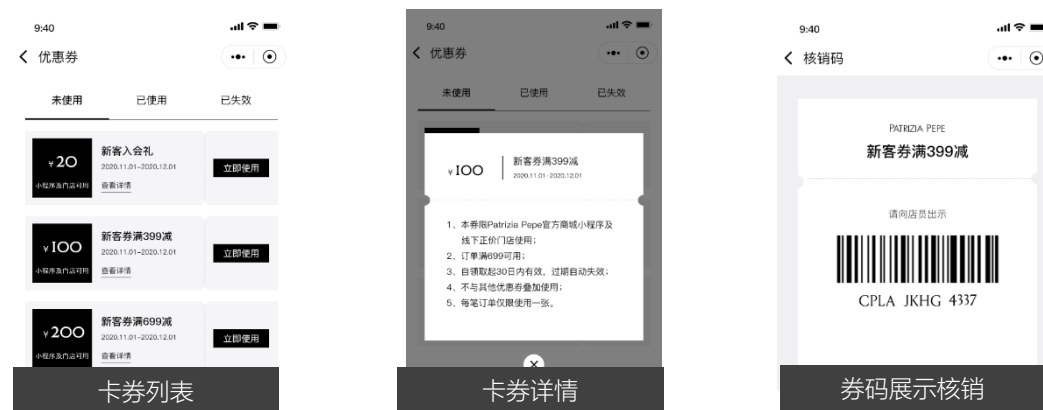 9:40
优惠券
未使用 已使用 已失效
¥20
小程序及门店可用
新客入会礼
2020.11.01-2020.12.01
查看详情
立即使用
¥100
小程序及门店可用
新客券满399减
2020.11.01-2020.12.01
查看详情
立即使用
¥200
小程序及门店可用
新客券满699减
2020.11.01-2020.12.01
查看详情
立即使用
卡券列表
9:40
优惠券
未使用 已使用 已失效
¥100
新客券满399减
2020.11.01-2020.12.01
1、本券限Patrizia Pepe官方商城小程序及
线下正价门店使用;
2、订单满699可用;
3、自领取起30日内有效。过期自动失效;
4、不与其他优惠券叠加使用;
5、每笔订单仅限使用一张。
卡券详情
9:40
核销码
PATRIZIA PEPE
新客券满399减
请向店员出示
CPLA JKHG 4337
券码展示核销